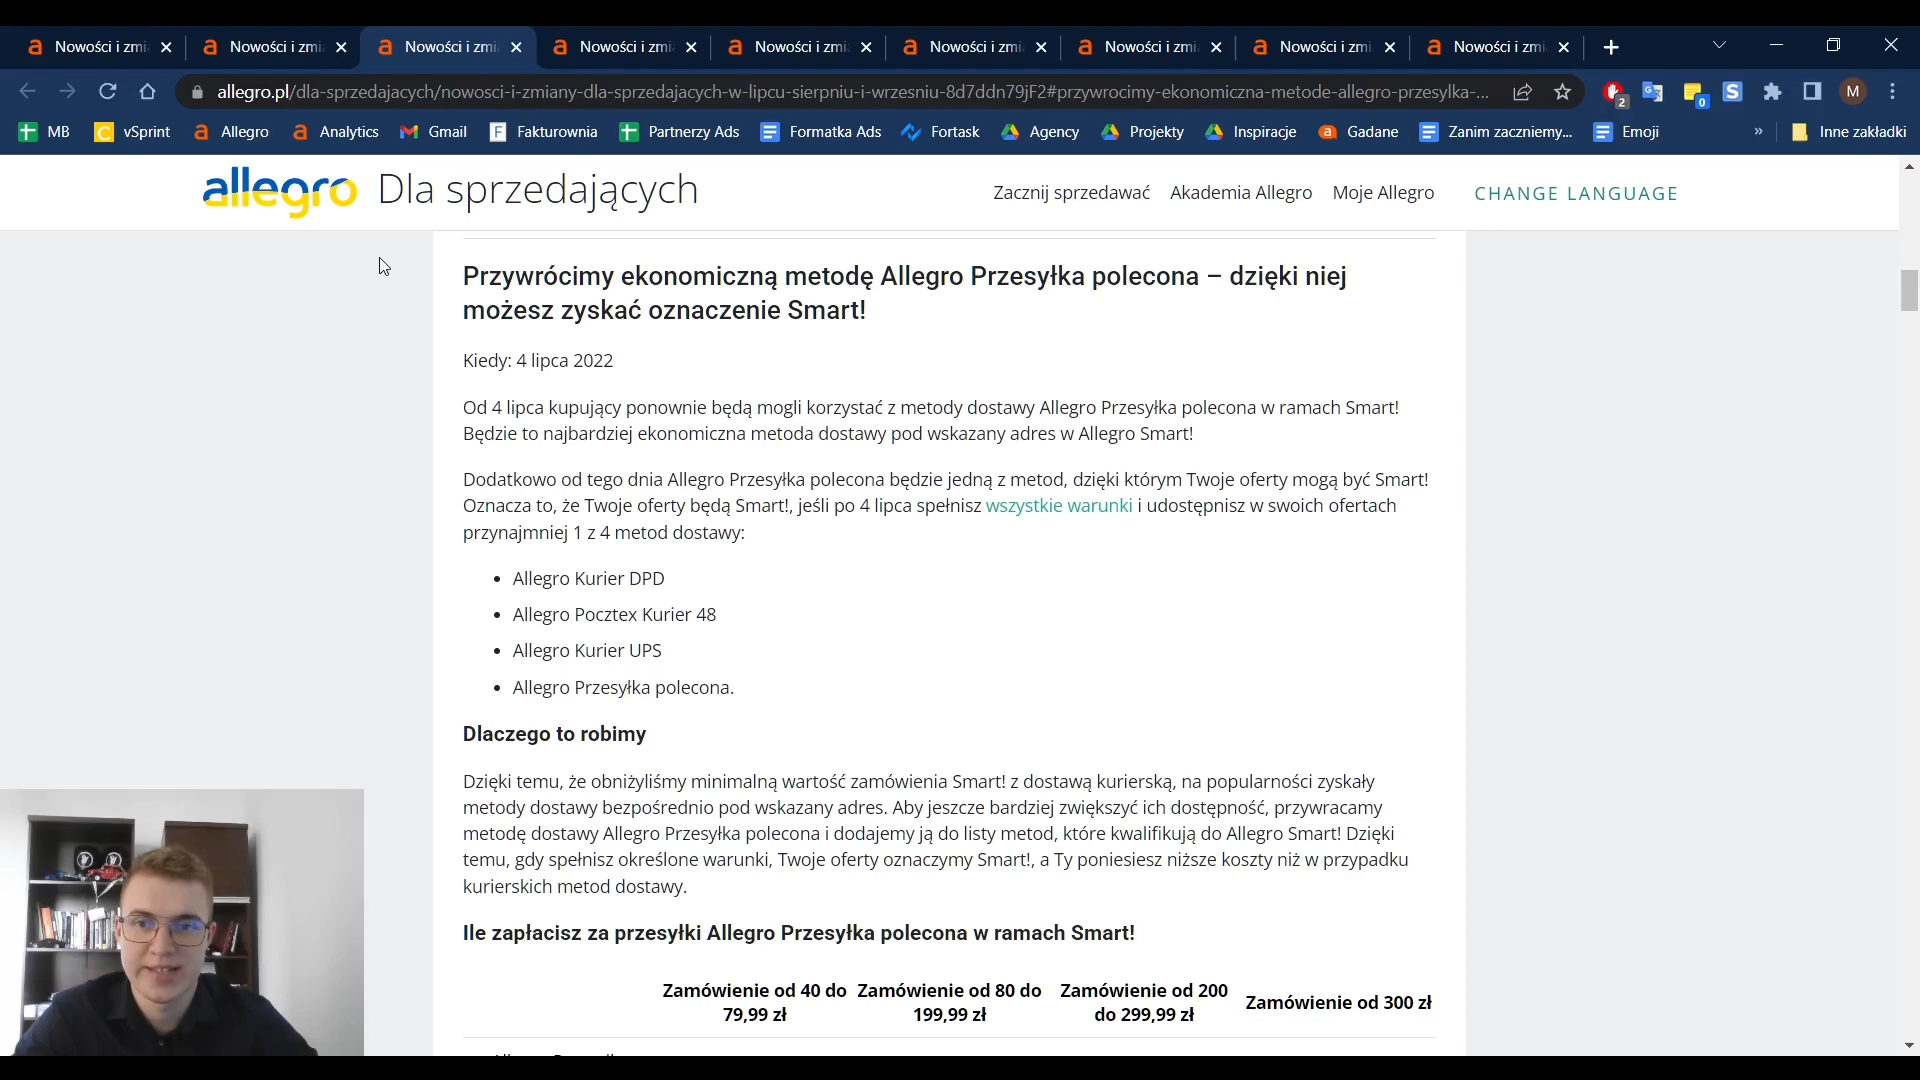 Nowości i zmi
Nowości i zmi
Nowości i zmi
Nowości i zmi
Nowości i zmi
Nowości i zmi
Nowości i zmi
Nowości i zmi
Nowości i zmi
allegro.pl/dla-sprzedajacych/nowosci-i-zmiany-dla-sprzedajacych-w-lipcu-sierpniu-i-wrzesniu-8d7ddn79jF2#przywrocimy-ekonomiczna-metode-allegro-przesylka-...
2
0
S
M
MB
vSprint
Allegro
Analytics
Gmail
Fakturownia
Partnerzy Ads
Formatka Ads
Fortask
Agency
Projekty
Inspiracje
Gadane
Zanim zaczniemy...
Emoji
»
Inne zakładki
allegro Dla sprzedających
Zacznij sprzedawać
Akademia Allegro
Moje Allegro
CHANGE LANGUAGE
Przywrócimy ekonomiczną metodę Allegro Przesyłka polecona – dzięki niej
możesz zyskać oznaczenie Smart!
Kiedy: 4 lipca 2022
Od 4 lipca kupujący ponownie będą mogli korzystać z metody dostawy Allegro Przesyłka polecona w ramach Smart!
Będzie to najbardziej ekonomiczna metoda dostawy pod wskazany adres w Allegro Smart!
Dodatkowo od tego dnia Allegro Przesyłka polecona będzie jedną z metod, dzięki którym Twoje oferty mogą być Smart!
Oznacza to, że Twoje oferty będą Smart!, jeśli po 4 lipca spełnisz wszystkie warunki i udostępnisz w swoich ofertach
przynajmniej 1 z 4 metod dostawy:
• Allegro Kurier DPD
• Allegro Pocztex Kurier 48
• Allegro Kurier UPS
• Allegro Przesyłka polecona.
Dlaczego to robimy
Dzięki temu, że obniżyliśmy minimalną wartość zamówienia Smart! z dostawą kurierską, na popularności zyskały
metody dostawy bezpośrednio pod wskazany adres. Aby jeszcze bardziej zwiększyć ich dostępność, przywracamy
metodę dostawy Allegro Przesyłka polecona i dodajemy ją do listy metod, które kwalifikują do Allegro Smart! Dzięki
temu, gdy spełnisz określone warunki, Twoje oferty oznaczymy Smart!, a Ty poniesiesz niższe koszty niż w przypadku
kurierskich metod dostawy.
Ile zapłacisz za przesyłki Allegro Przesyłka polecona w ramach Smart!
Zamówienie od 40 do
79,99 zł
Zamówienie od 80 do
199,99 zł
Zamówienie od 200
do 299,99 zł
Zamówienie od 300 zł